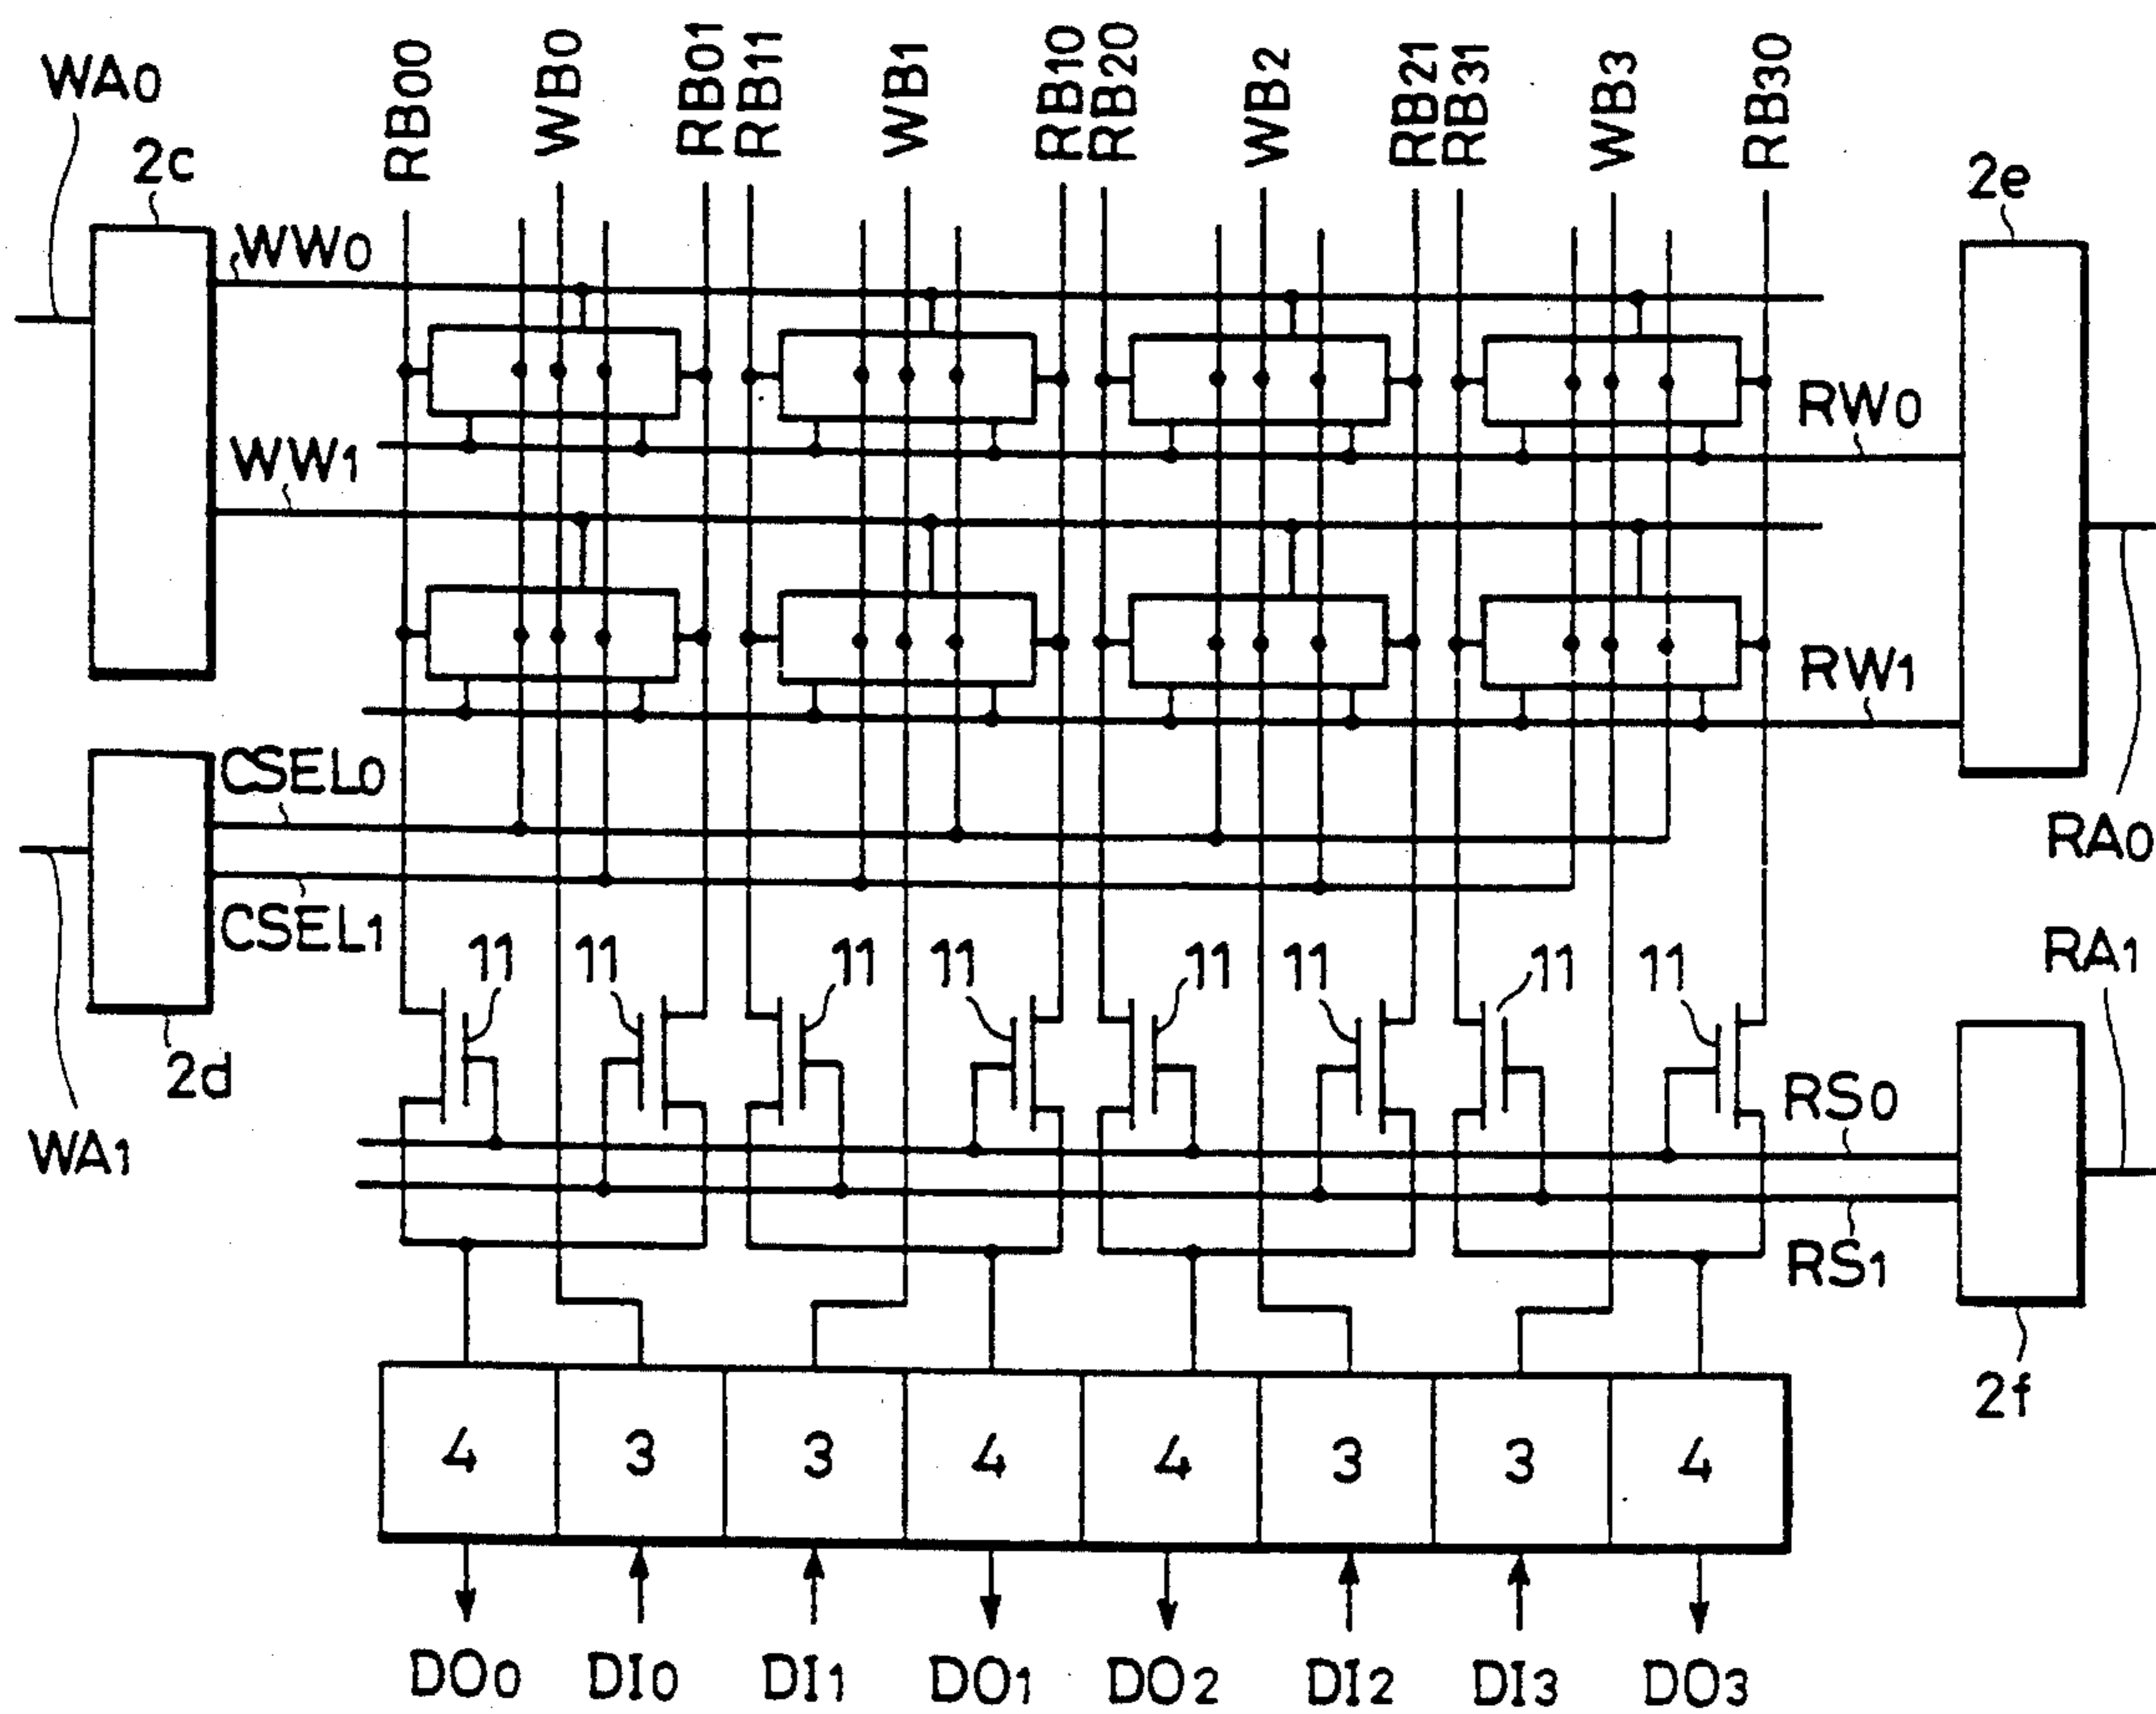 WA0
2c
RB00
WB0
RB01
RB11
WB1
RB10
RB20
WB2
RB21
RB31
WB3
RB30
2e
WW0
RW0
WW1
RW1
CSEL0
CSEL1
RA0
2d
WA1
11 11 11 11 11 11 11 11
RA1
RS0
RS1
2f
4 3 3 4 4 3 3 4
DO0 DI0 DI1 DO1 DO2 DI2 DI3 DO3